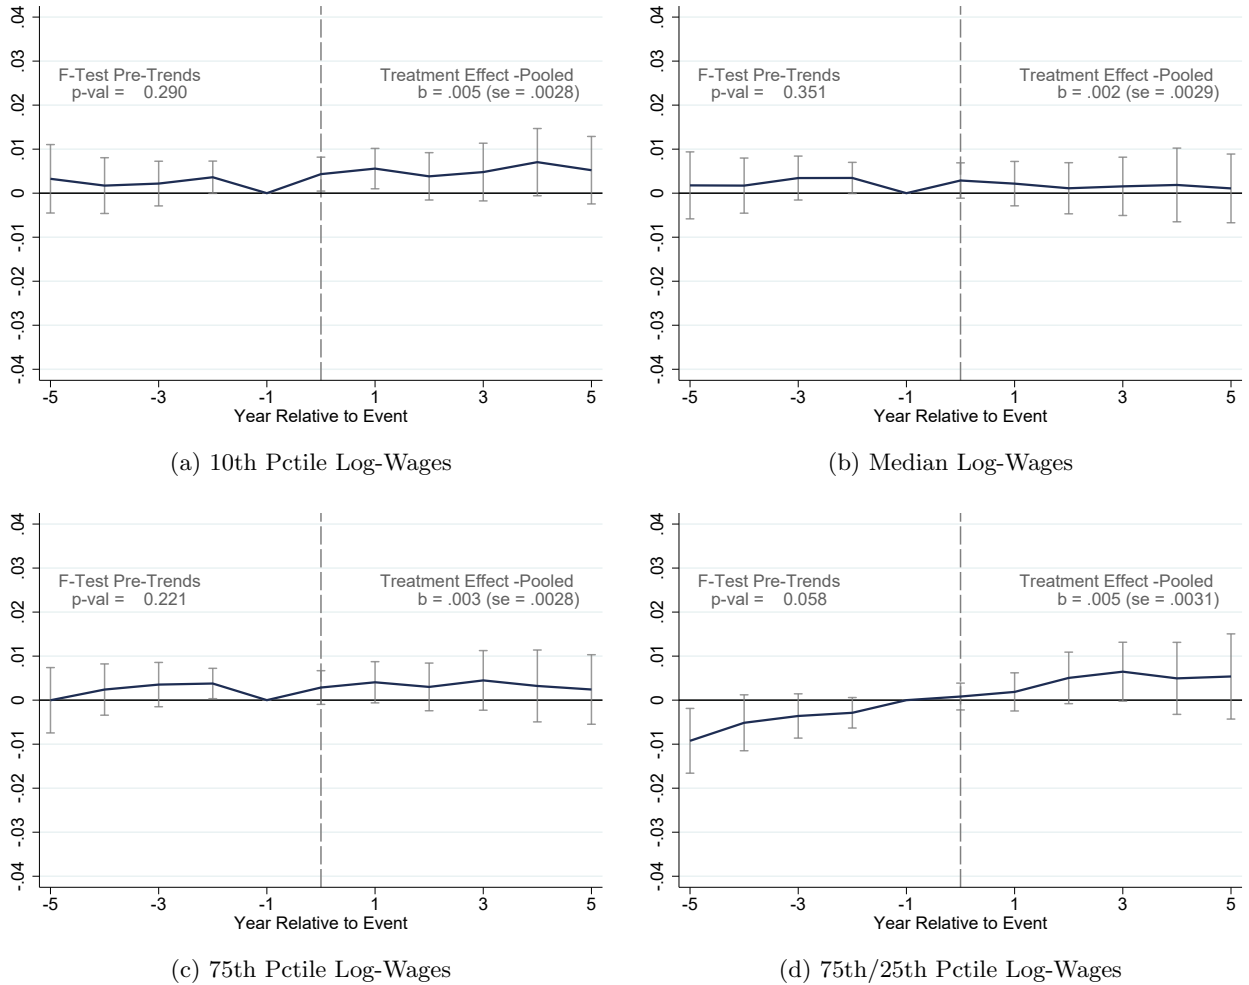 .04
.03
F-Test Pre-Trends Treatment Effect -Pooled
p-val = 0.290 b = .005 (se = .0028)
.02
.01
0
-.01
-.02
-.03
-.04
-5 -3 -1 1 3 5
Year Relative to Event
(a) 10th Pctile Log-Wages
.04
.03
F-Test Pre-Trends Treatment Effect -Pooled
p-val = 0.351 b = .002 (se = .0029)
.02
.01
0
-.01
-.02
-.03
-.04
-5 -3 -1 1 3 5
Year Relative to Event
(b) Median Log-Wages
.04
.03
F-Test Pre-Trends Treatment Effect -Pooled
p-val = 0.221 b = .003 (se = .0028)
.02
.01
0
-.01
-.02
-.03
-.04
-5 -3 -1 1 3 5
Year Relative to Event
(c) 75th Pctile Log-Wages
.04
.03
F-Test Pre-Trends Treatment Effect -Pooled
p-val = 0.058 b = .005 (se = .0031)
.02
.01
0
-.01
-.02
-.03
-.04
-5 -3 -1 1 3 5
Year Relative to Event
(d) 75th/25th Pctile Log-Wages